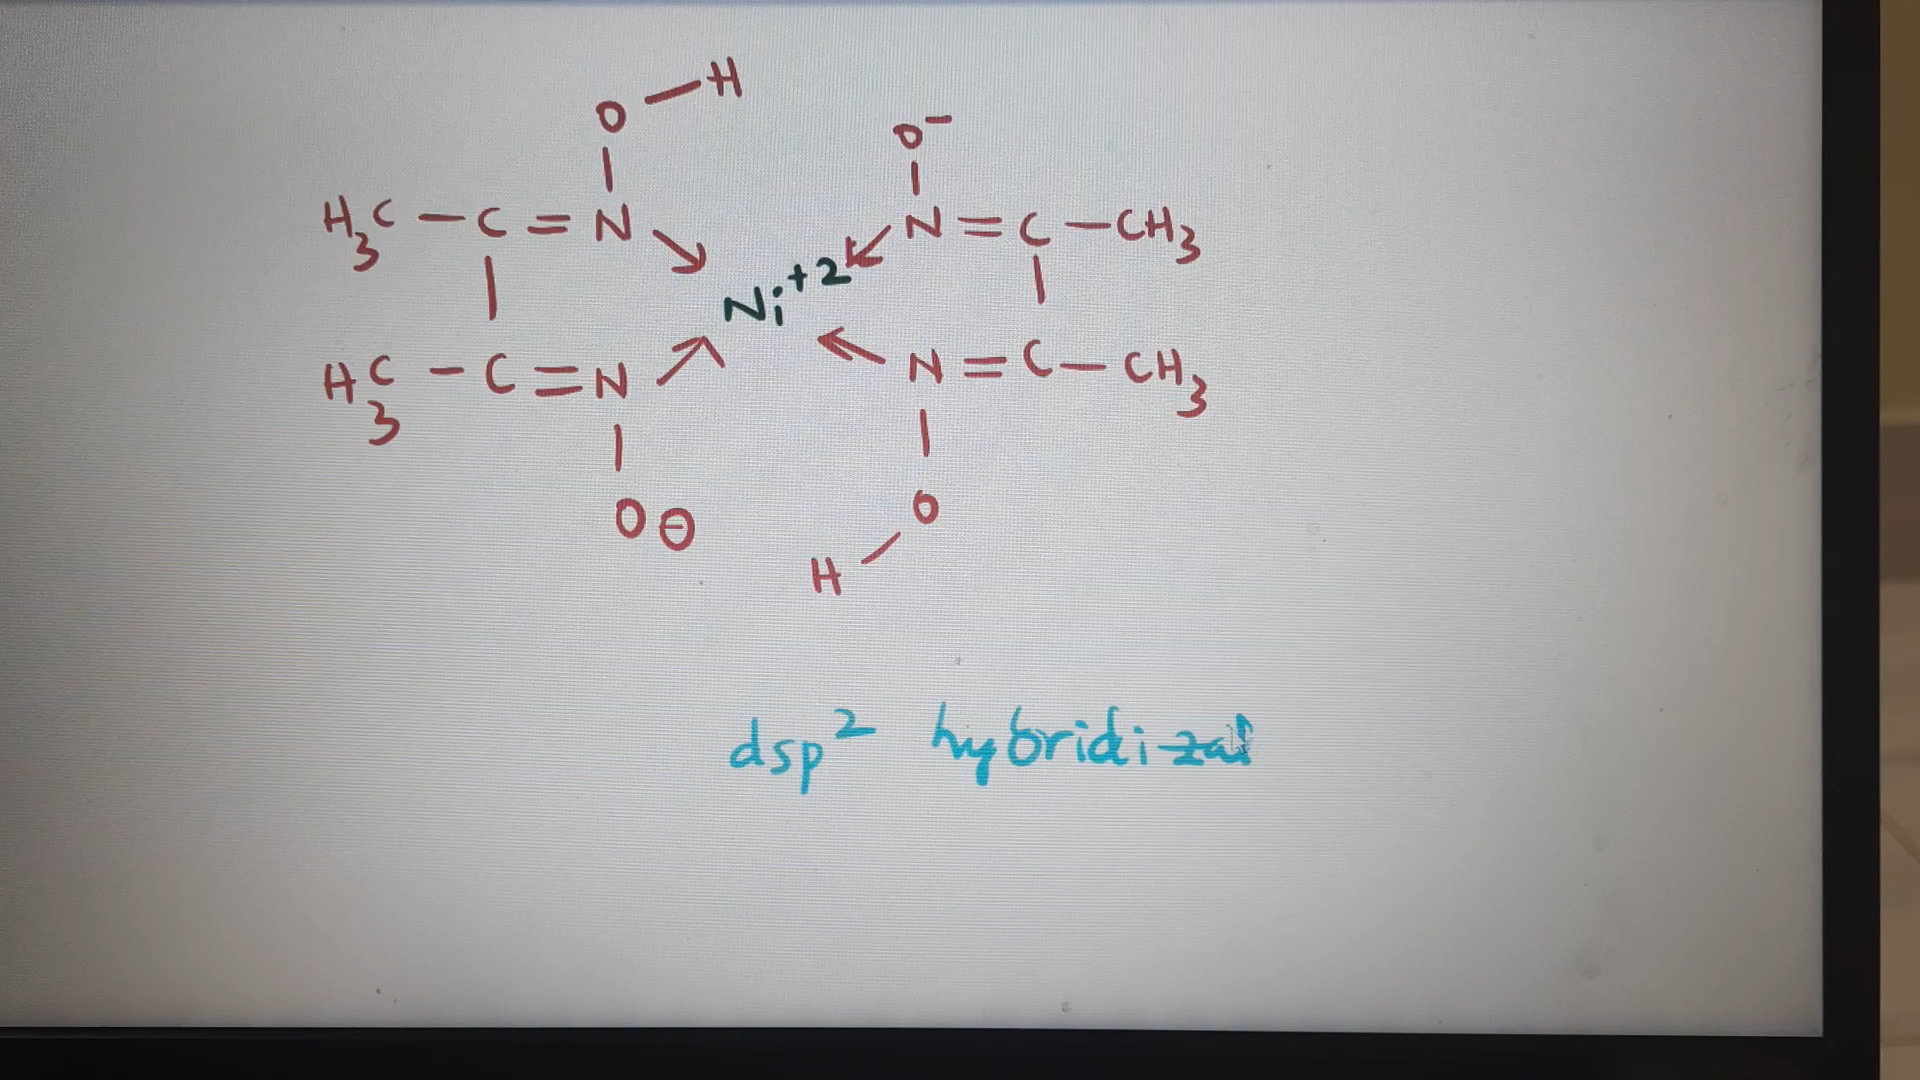 O — H
O⁻
H₃C — C = N
N = C — CH₃
Ni⁺²
H₃C — C = N
N = C — CH₃
O ⊖
O
H
dsp² hybridizat